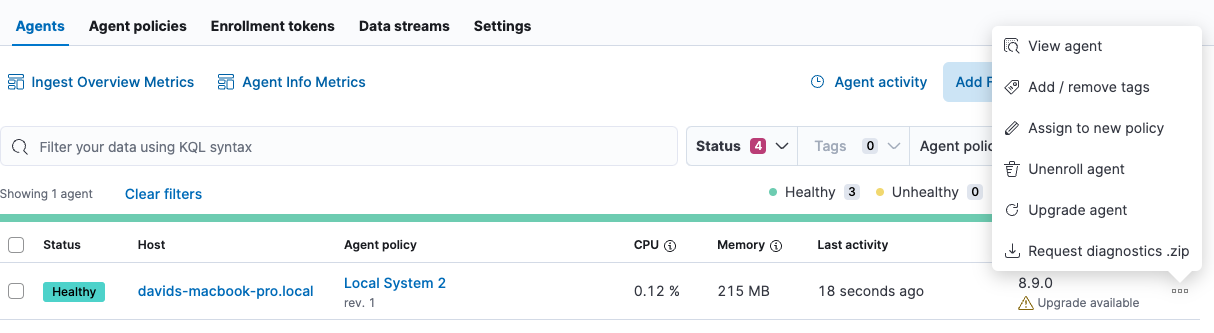 Agents Agent policies Enrollment tokens Data streams Settings
Ingest Overview Metrics Agent Info Metrics Agent activity Add F
Filter your data using KQL syntax Status 4 Tags 0 Agent polic
Showing 1 agent Clear filters Healthy 3 Unhealthy 0
Status Host Agent policy CPU Memory Last activity
Healthy davids-macbook-pro.local Local System 2 0.12 % 215 MB 18 seconds ago 8.9.0
rev. 1 Upgrade available
View agent
Add / remove tags
Assign to new policy
Unenroll agent
Upgrade agent
Request diagnostics .zip